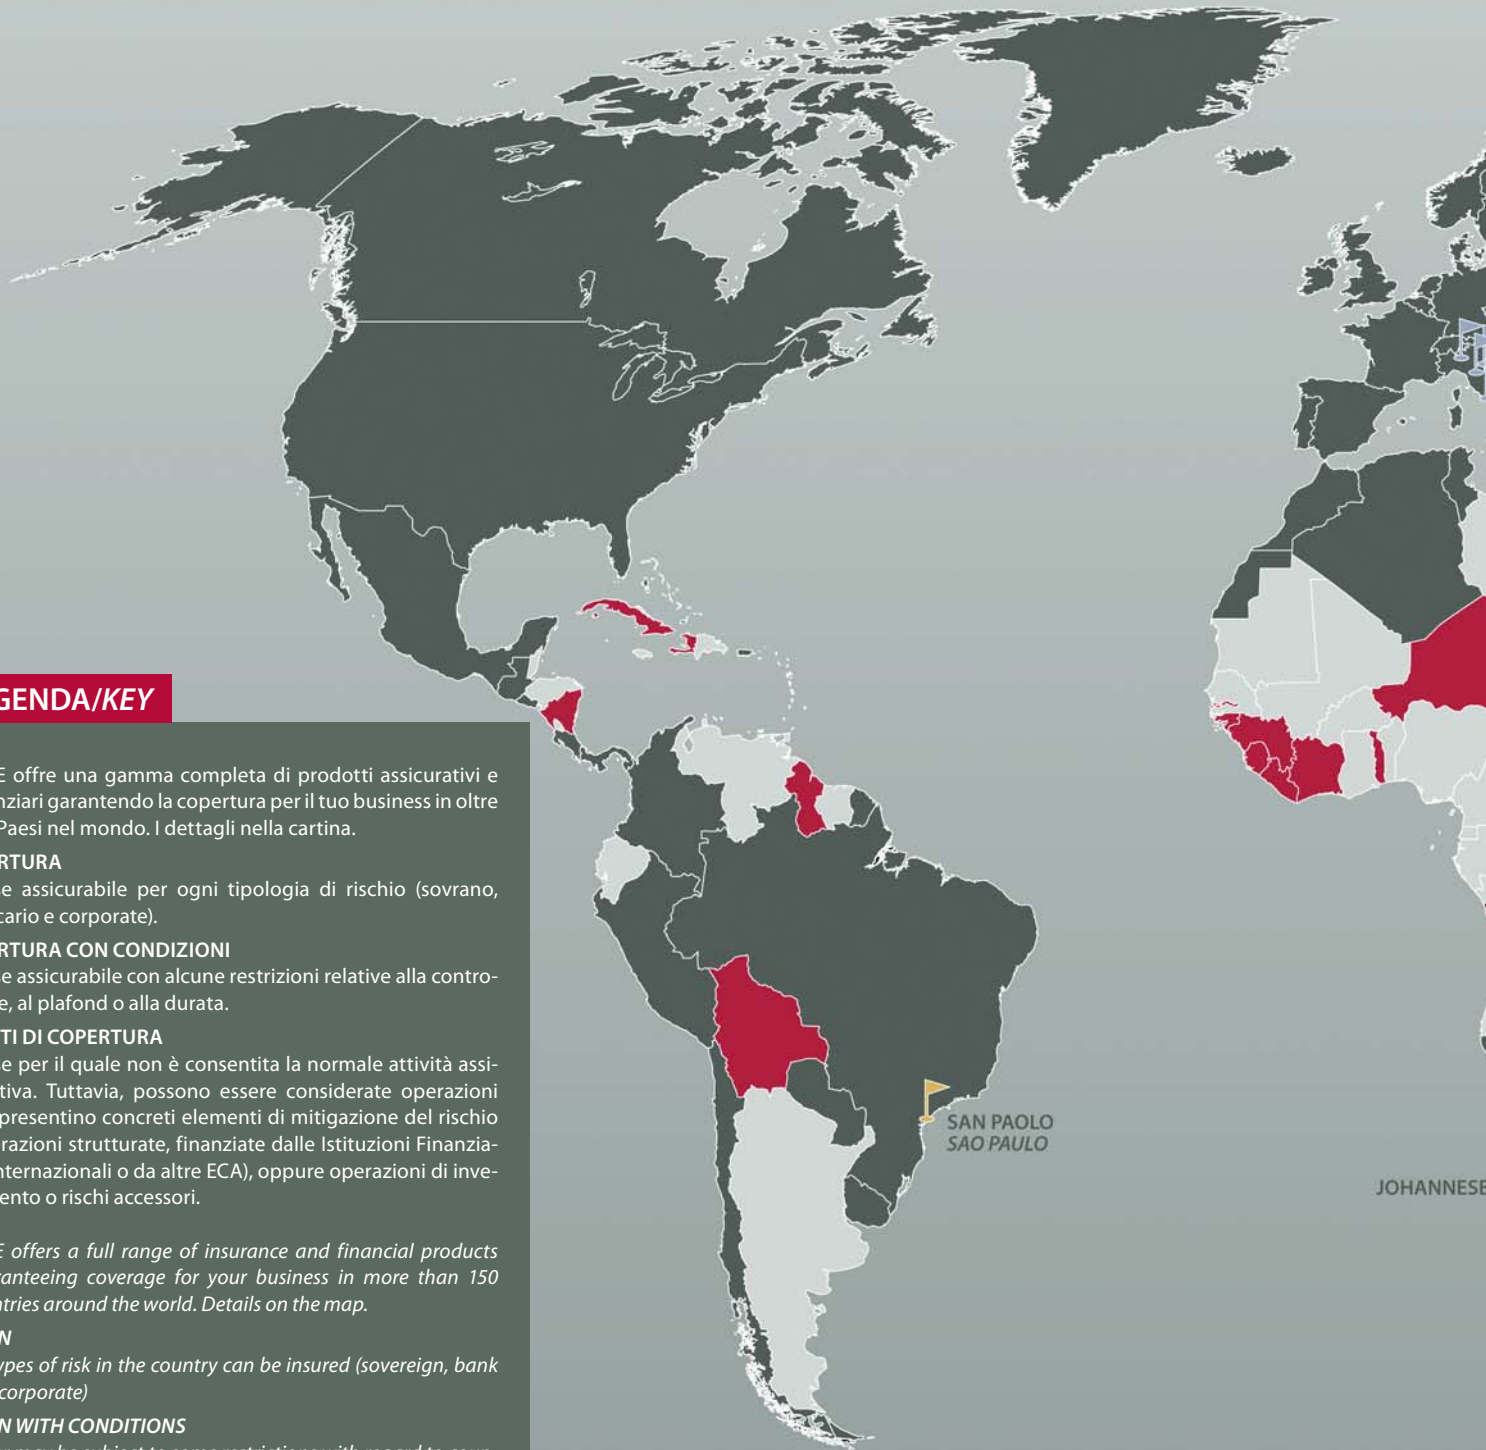 GENDA/KEY
E offre una gamma completa di prodotti assicurativi e
nziari garantendo la copertura per il tuo business in oltre
Paesi nel mondo. I dettagli nella cartina.
RTURA
se assicurabile per ogni tipologia di rischio (sovrano,
cario e corporate).
RTURA CON CONDIZIONI
se assicurabile con alcune restrizioni relative alla contro-
e, al plafond o alla durata.
TI DI COPERTURA
se per il quale non è consentita la normale attività assi-
tiva. Tuttavia, possono essere considerate operazioni
presentino concreti elementi di mitigazione del rischio
razioni strutturate, finanziate dalle Istituzioni Finanzia-
nternazionali o da altre ECA), oppure operazioni di inve-
ento o rischi accessori.
E offers a full range of insurance and financial products
ranteeing coverage for your business in more than 150
ntries around the world. Details on the map.
N
ypes of risk in the country can be insured (sovereign, bank
corporate)
N WITH CONDITIONS
SAN PAOLO
SAO PAULO
JOHANNESB